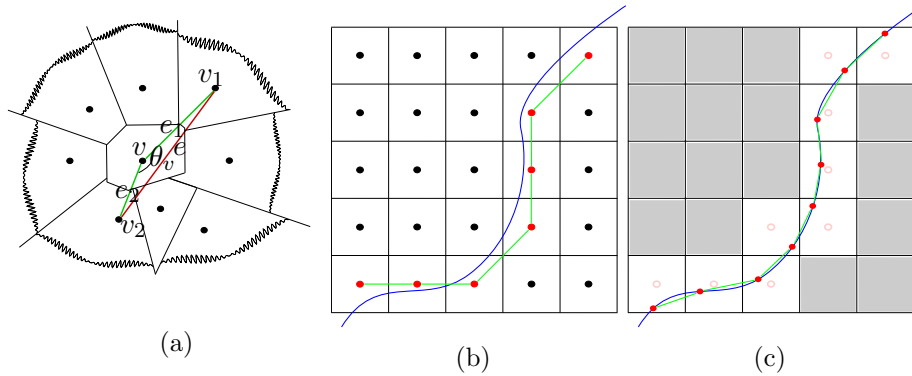 v₁
e₁
v e
θᵥ
e₂
v₂
(a) (b) (c)